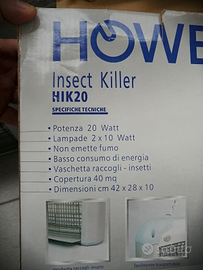 HOWE
Insect Killer
HIK20
SPECIFICHE TECNICHE
• Potenza 20 Watt
• Lampade 2 x 10 Watt
• Non emette fumo
• Basso consumo di energia
• Vaschetta raccogli - insetti
• Copertura 40 mq
• Dimensioni cm 42 x 28 x 10